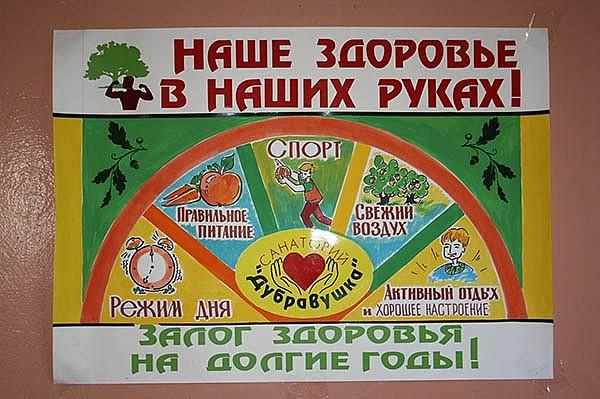 НАШЕ ЗДОРОВЬЕ
В НАШИХ РУКАХ!
СПОРТ
ПРАВИЛЬНОЕ
ПИТАНИЕ
СВЕЖИЙ
ВОЗДУХ
САНАТОРИЙ
"Дубравушка"
РЕЖИМ ДНЯ
АКТИВНЫЙ ОТДЫХ
И ХОРОШЕЕ НАСТРОЕНИЕ
ЗАЛОГ ЗДОРОВЬЯ
НА ДОЛГИЕ ГОДЫ!